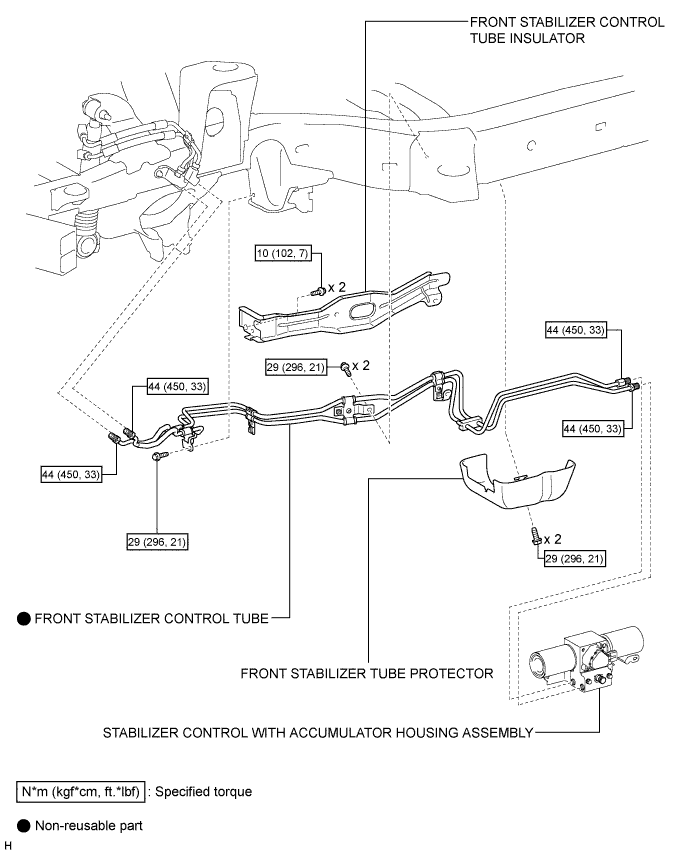 FRONT STABILIZER CONTROL
TUBE INSULATOR
10 (102, 7)
x 2
44 (450, 33)
29 (296, 21)
x 2
44 (450, 33)
44 (450, 33)
44 (450, 33)
29 (296, 21)
x 2
29 (296, 21)
● FRONT STABILIZER CONTROL TUBE
FRONT STABILIZER TUBE PROTECTOR
STABILIZER CONTROL WITH ACCUMULATOR HOUSING ASSEMBLY
N*m (kgf*cm, ft.*lbf) : Specified torque
● Non-reusable part
H